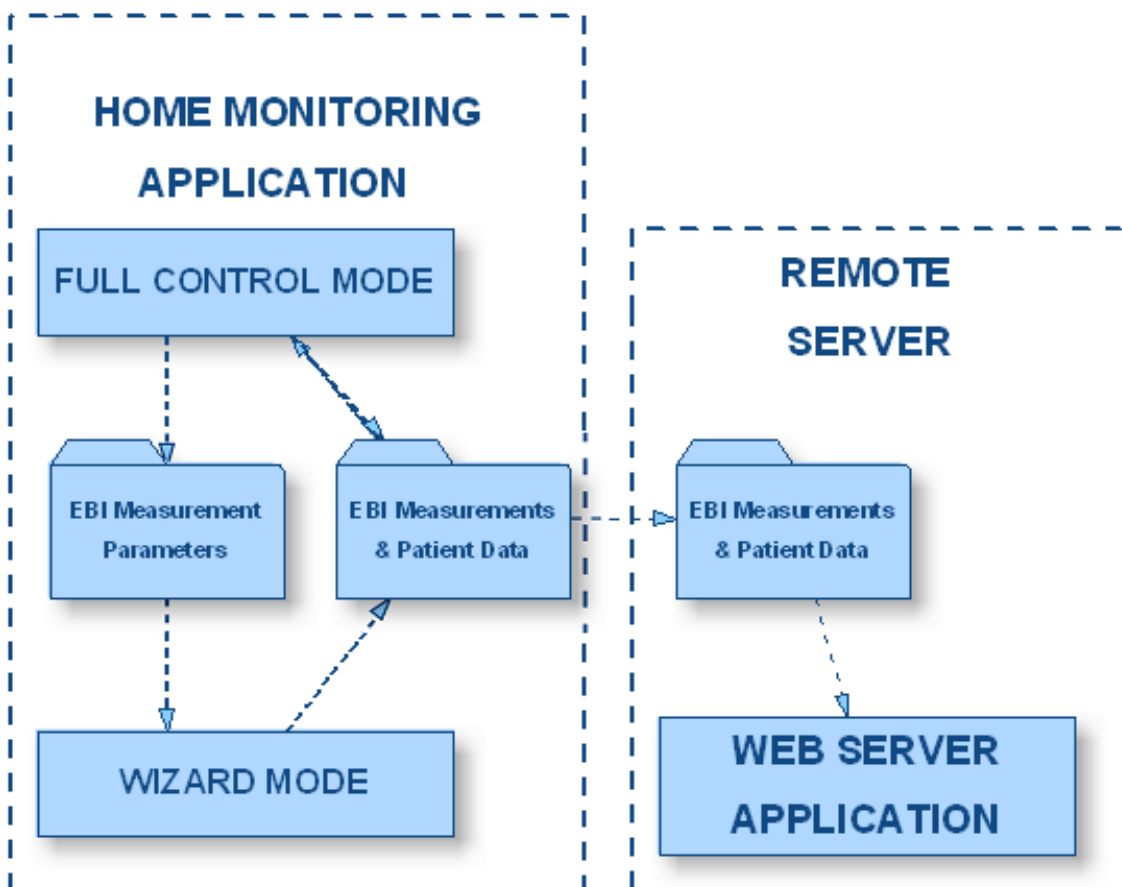 HOME MONITORING
APPLICATION
FULL CONTROL MODE
EBI Measurement
Parameters
EBI Measurements
& Patient Data
WIZARD MODE
REMOTE
SERVER
EBI Measurements
& Patient Data
WEB SERVER
APPLICATION